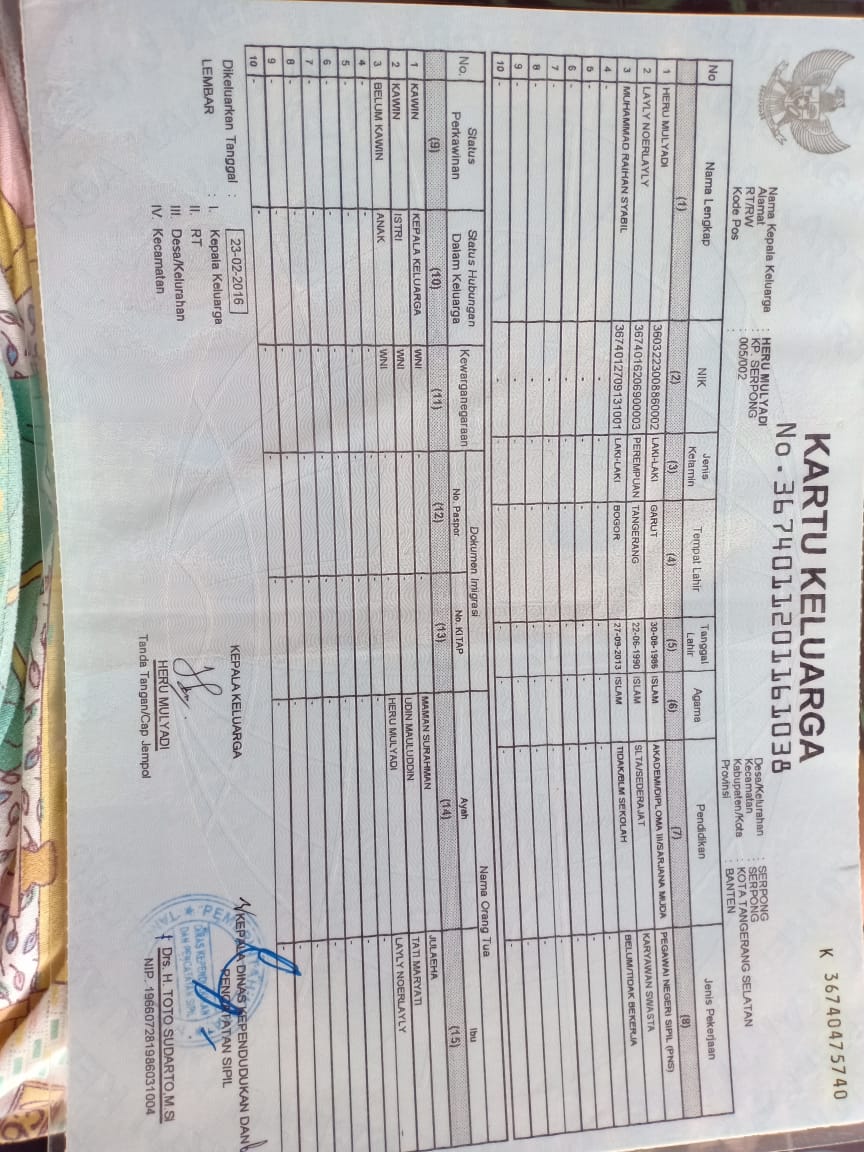 K 36740475740
KARTU KELUARGA
No. 3674011201161038
Nama Kepala Keluarga : HERU MULYADI
Alamat : KP. SERPONG
RT/RW : 005/002
Kode Pos :
Desa/Kelurahan : SERPONG
Kecamatan : SERPONG
Kabupaten/Kota : KOTA TANGERANG SELATAN
Provinsi : BANTEN
No Nama Lengkap NIK Jenis Kelamin Tempat Lahir Tanggal Lahir Agama Pendidikan Jenis Pekerjaan
(1) (2) (3) (4) (5) (6) (7) (8)
1 HERU MULYADI 3603223008860002 LAKI-LAKI GARUT 30-08-1986 ISLAM AKADEMI/DIPLOMA III/SARJANA MUDA PEGAWAI NEGERI SIPIL (PNS)
2 LAYLY NOERLAYLY 3674016206900003 PEREMPUAN TANGERANG 22-06-1990 ISLAM SLTA/SEDERAJAT KARYAWAN SWASTA
3 MUHAMMAD RAIHAN SYABIL 3674012709131001 LAKI-LAKI BOGOR 27-09-2013 ISLAM TIDAK/BLM SEKOLAH BELUM/TIDAK BEKERJA
4 - - - - - - - -
5 - - - - - - - -
6 - - - - - - - -
7 - - - - - - - -
8 - - - - - - - -
9 - - - - - - - -
10 - - - - - - - -
No. Status Perkawinan Status Hubungan Dalam Keluarga Kewarganegaraan Dokumen Imigrasi Nama Orang Tua
No. Paspor No. KITAP Ayah Ibu
(9) (10) (11) (12) (13) (14) (15)
1 KAWIN KEPALA KELUARGA WNI - - MAMAN SURAHMAN JULAEHA
2 KAWIN ISTRI WNI - - UDIN MAULUDDIN TATI MARYATI
3 BELUM KAWIN ANAK WNI - - HERU MULYADI LAYLY NOERLAYLY
4 - - - - - - -
5 - - - - - - -
6 - - - - - - -
7 - - - - - - -
8 - - - - - - -
9 - - - - - - -
10 - - - - - - -
Dikeluarkan Tanggal : 23-02-2016
LEMBAR : I. Kepala Keluarga
II. RT
III. Desa/Kelurahan
IV. Kecamatan
KEPALA KELUARGA
HERU MULYADI
Tanda Tangan/Cap Jempol
KEPALA DINAS KEPENDUDUKAN DAN
PENCATATAN SIPIL
Drs. H. TOTO SUDARTO,M.SI
NIP. 196607281986031004